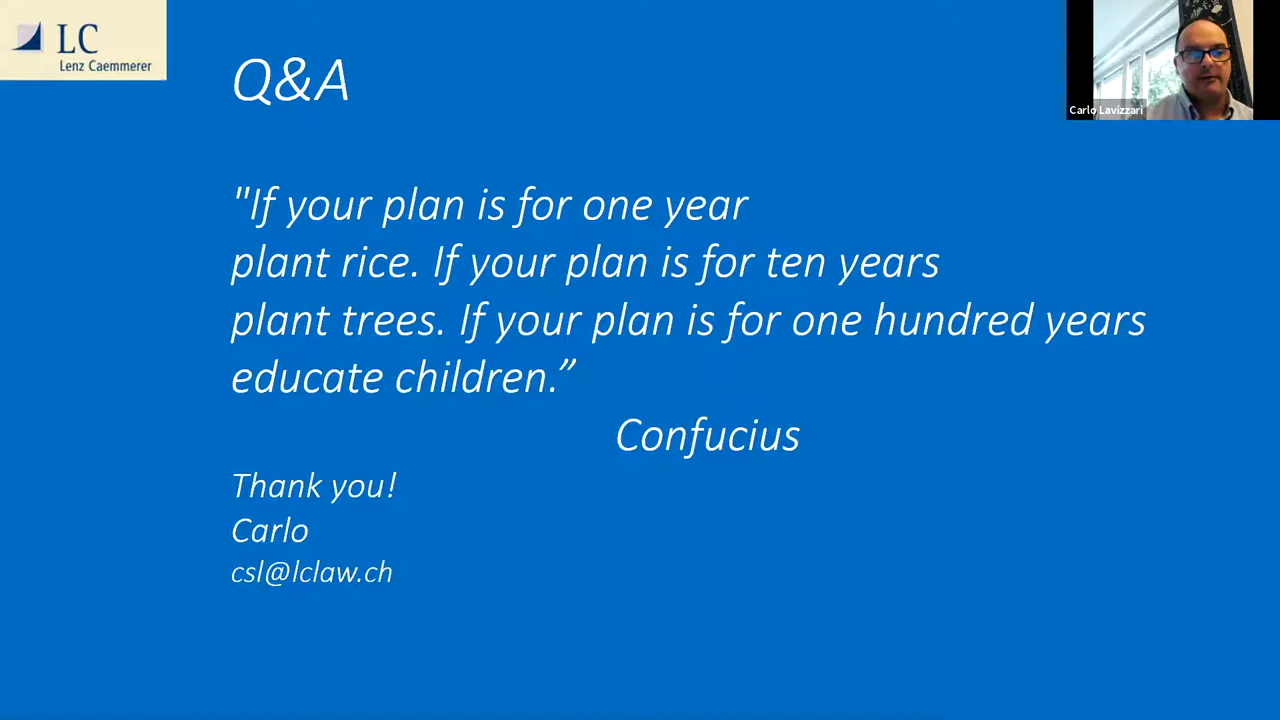 LC
Lenz Caemmerer
Q&A
Carlo Lavizzari
"If your plan is for one year
plant rice. If your plan is for ten years
plant trees. If your plan is for one hundred years
educate children.”
Confucius
Thank you!
Carlo
csl@lclaw.ch